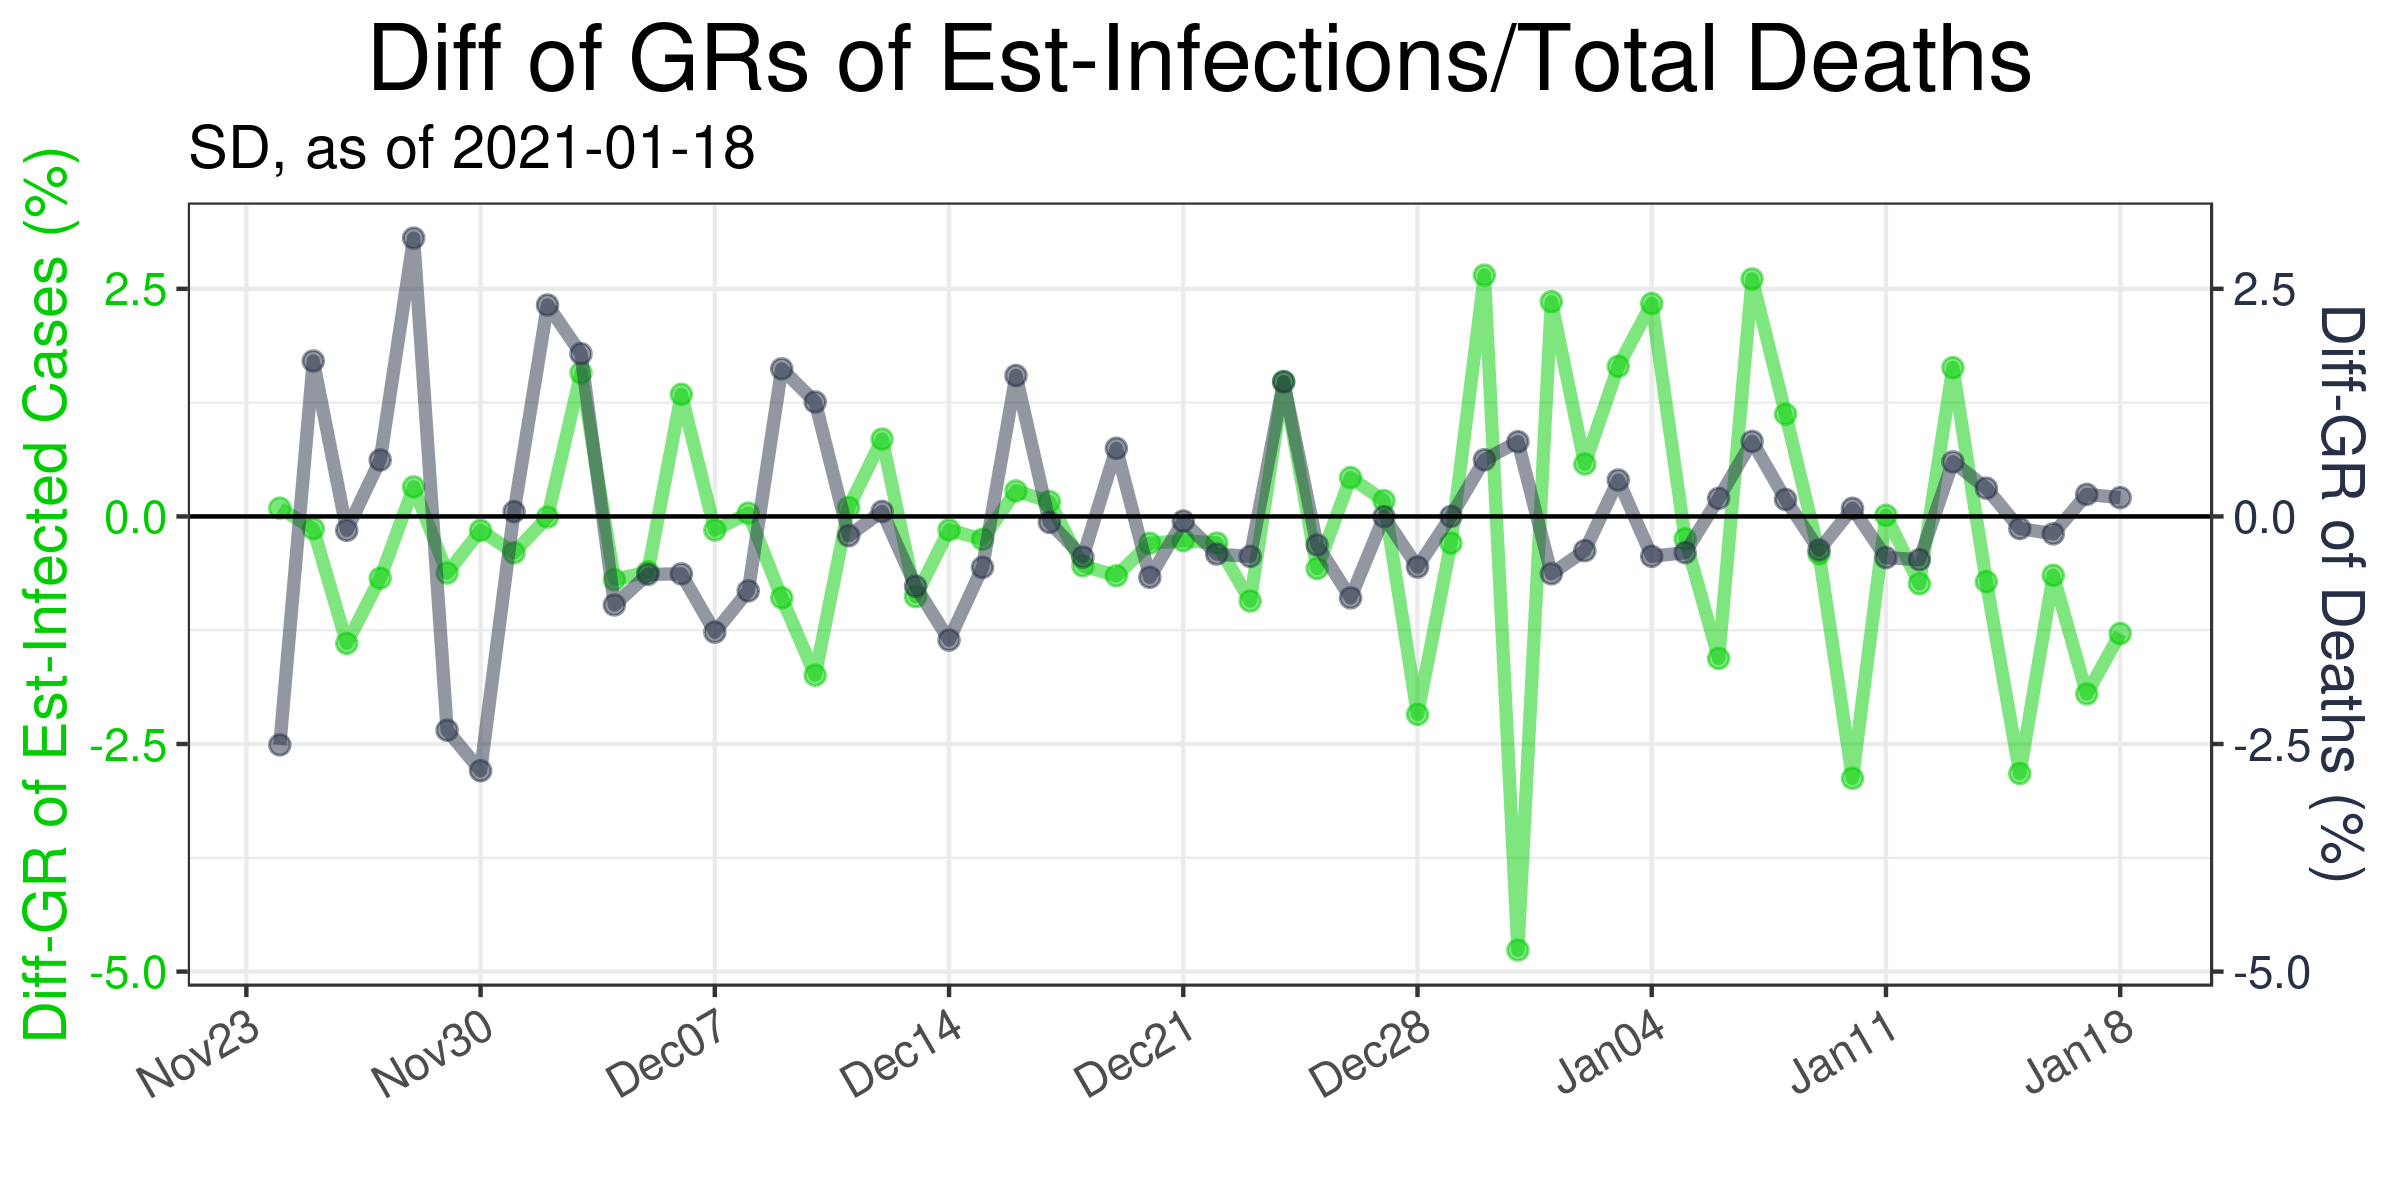 Diff of GRs of Est-Infections/Total Deaths
SD, as of 2021-01-18
Diff-GR of Est-Infected Cases (%)
2.5
0.0
-2.5
-5.0
2.5
0.0
-2.5
-5.0
Diff-GR of Deaths (%)
Nov23
Nov30
Dec07
Dec14
Dec21
Dec28
Jan04
Jan11
Jan18